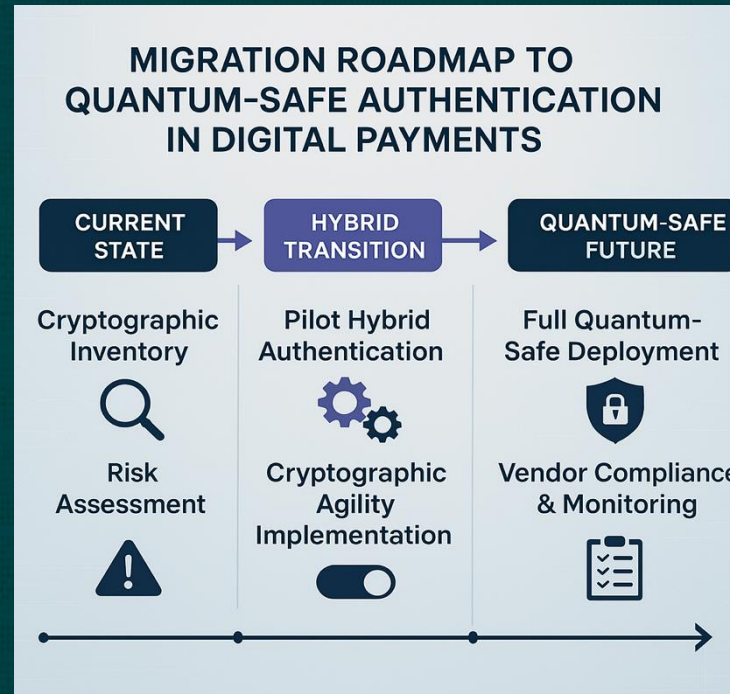 MIGRATION ROADMAP TO
QUANTUM-SAFE AUTHENTICATION
IN DIGITAL PAYMENTS
CURRENT
STATE
HYBRID
TRANSITION
QUANTUM-SAFE
FUTURE
Cryptographic
Inventory
Risk
Assessment
Pilot Hybrid
Authentication
Cryptographic
Agility
Implementation
Full Quantum-
Safe Deployment
Vendor Compliance
& Monitoring